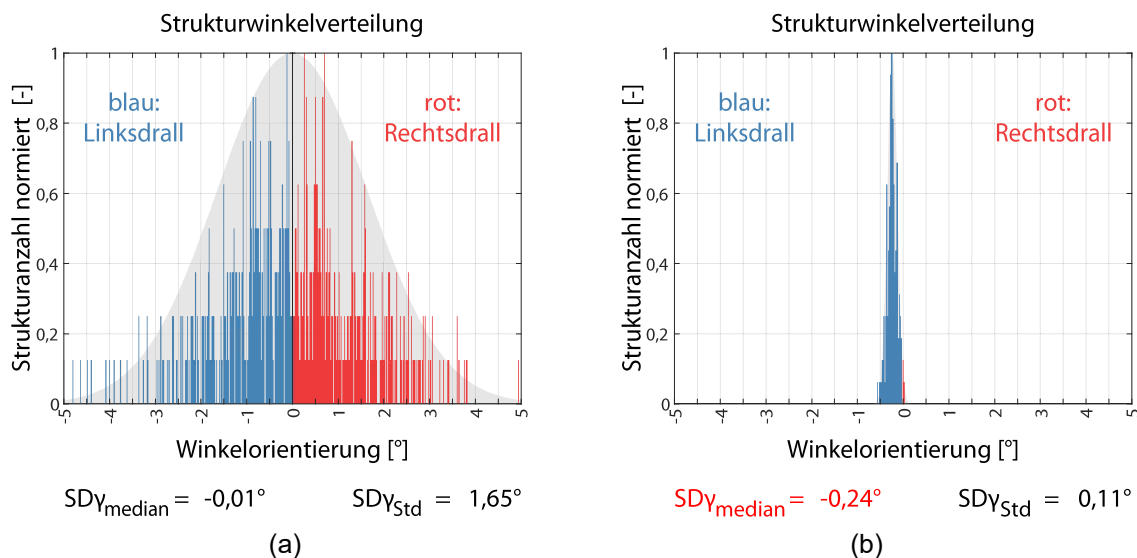 Strukturwinkelverteilung
Strukturanzahl normiert [-]
1
0,8
0,6
0,4
0,2
0
blau:
Linksdrall
rot:
Rechtsdrall
-5 -4 3 2 1 0 1 2 3 4 5
Winkelorientierung [°]
SDγmedian = -0,01° SDγStd = 1,65°
(a)
Strukturwinkelverteilung
Strukturanzahl normiert [-]
1
0,8
0,6
0,4
0,2
0
blau:
Linksdrall
rot:
Rechtsdrall
-5 -4 -3 -2 -1 0 1 2 3 4 5
Winkelorientierung [°]
SDγmedian = -0,24° SDγStd = 0,11°
(b)